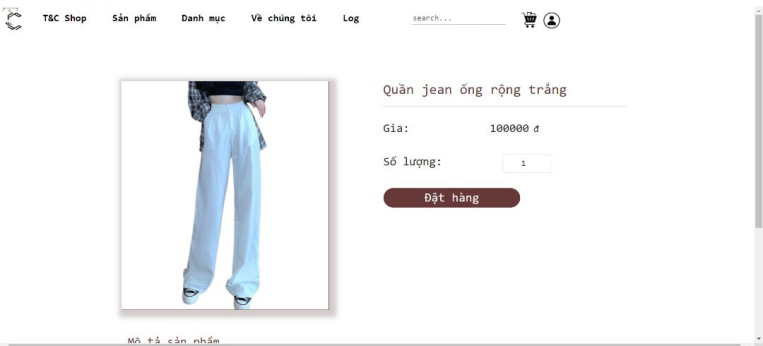 T&C Shop Sản phẩm Danh mục Về chúng tôi Log search...
Quần jean ống rộng trắng
Gia: 100000 đ
Số lượng: 1
Đặt hàng
Mô tả sản phẩm